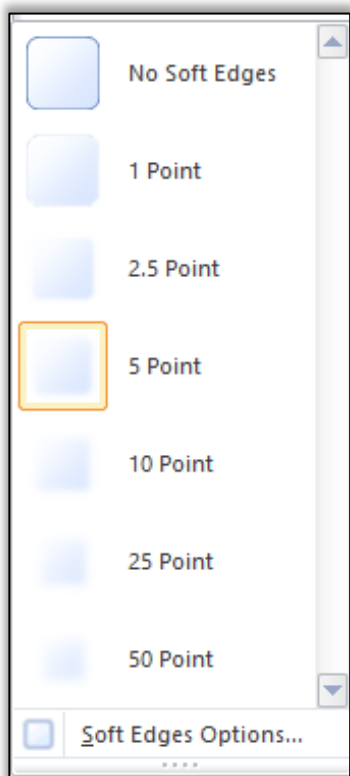 No Soft Edges
1 Point
2.5 Point
5 Point
10 Point
25 Point
50 Point
Soft Edges Options...